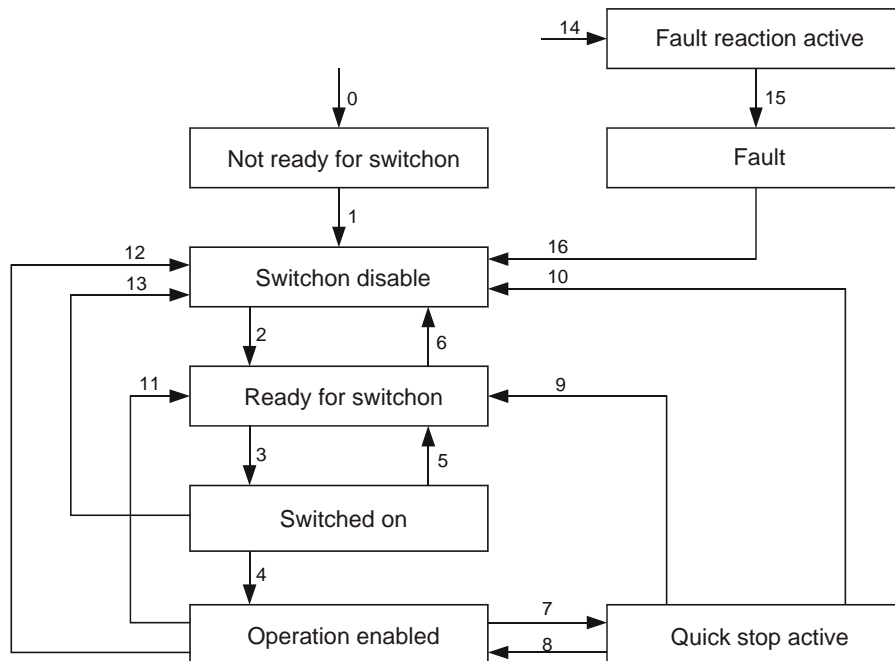 14
Fault reaction active
0
15
Not ready for switchon
Fault
1
12
16
Switchon disable
13
10
2
6
11
9
Ready for switchon
3
5
Switched on
4
7
Operation enabled
8
Quick stop active